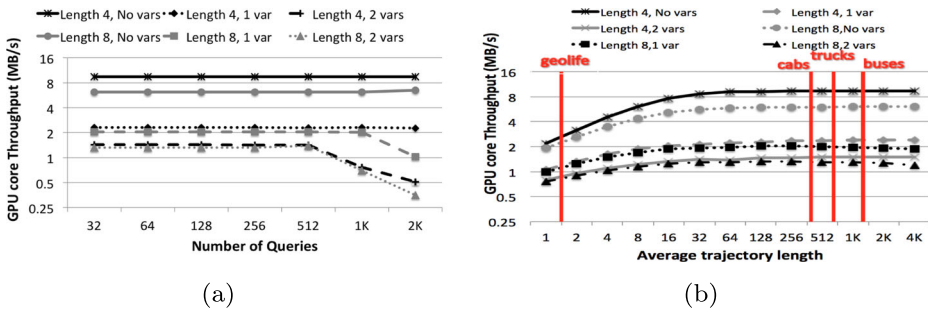 Length 4, No vars Length 4, 1 var Length 4, 2 vars
Length 8, No vars Length 8, 1 var Length 8, 2 vars
GPU core Throughput (MB/s)
16
8
4
2
1
0.5
0.25
32 64 128 256 512 1K 2K
Number of Queries
(a)
Length 4, No vars Length 4, 1 var
Length 4,2 vars Length 8,No vars
Length 8,1 var Length 8,2 vars
geolife cabs trucks buses
GPU core Throughput (MB/s)
16
8
4
2
1
0.5
0.25
1 2 4 8 16 32 64 128 256 512 1K 2K 4K
Average trajectory length
(b)